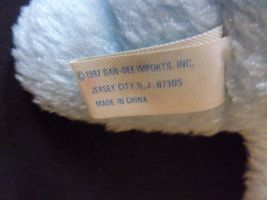 ©1987 DAN-DEE IMPORTS, INC.
JERSEY CITY N.J. 07305
MADE IN CHINA